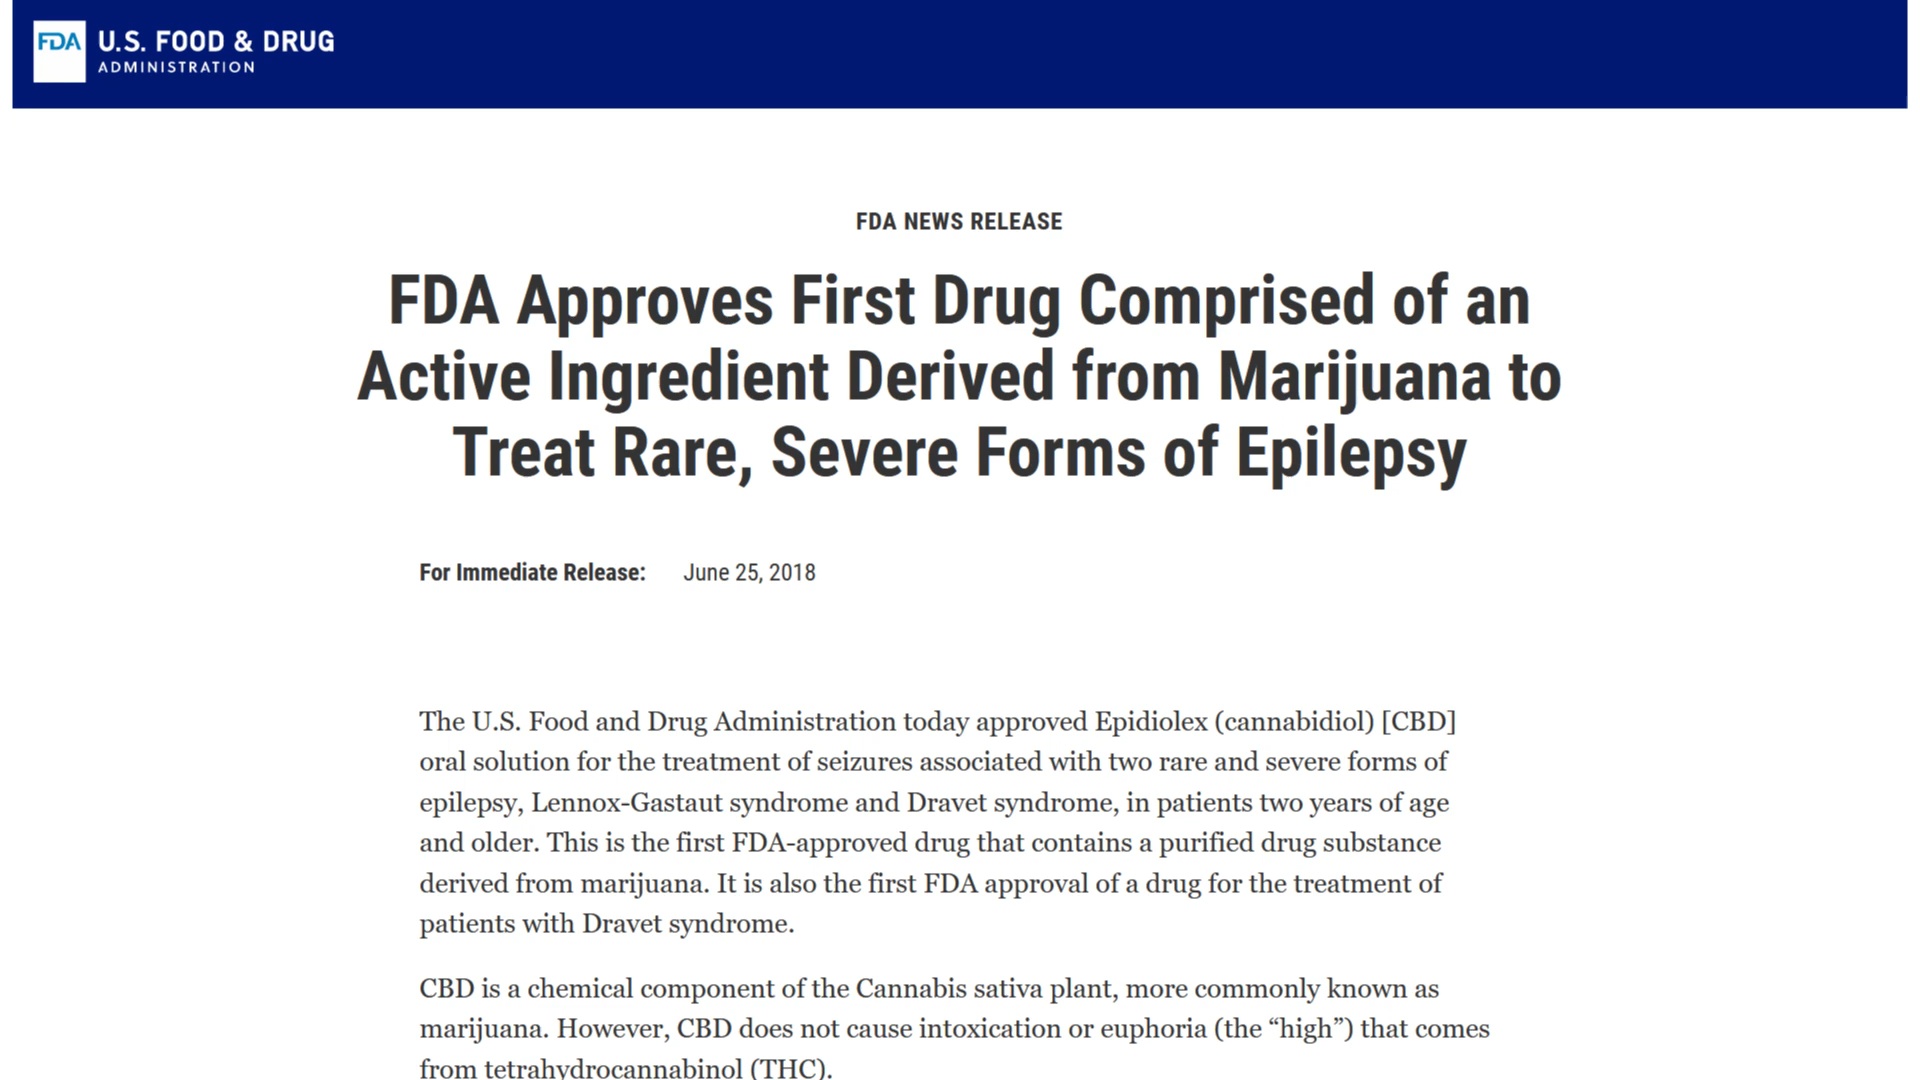 FDA U.S. FOOD & DRUG
ADMINISTRATION
FDA NEWS RELEASE
FDA Approves First Drug Comprised of an
Active Ingredient Derived from Marijuana to
Treat Rare, Severe Forms of Epilepsy
For Immediate Release: June 25, 2018
The U.S. Food and Drug Administration today approved Epidiolex (cannabidiol) [CBD]
oral solution for the treatment of seizures associated with two rare and severe forms of
epilepsy, Lennox-Gastaut syndrome and Dravet syndrome, in patients two years of age
and older. This is the first FDA-approved drug that contains a purified drug substance
derived from marijuana. It is also the first FDA approval of a drug for the treatment of
patients with Dravet syndrome.
CBD is a chemical component of the Cannabis sativa plant, more commonly known as
marijuana. However, CBD does not cause intoxication or euphoria (the “high”) that comes
from tetrahydrocannabinol (THC).